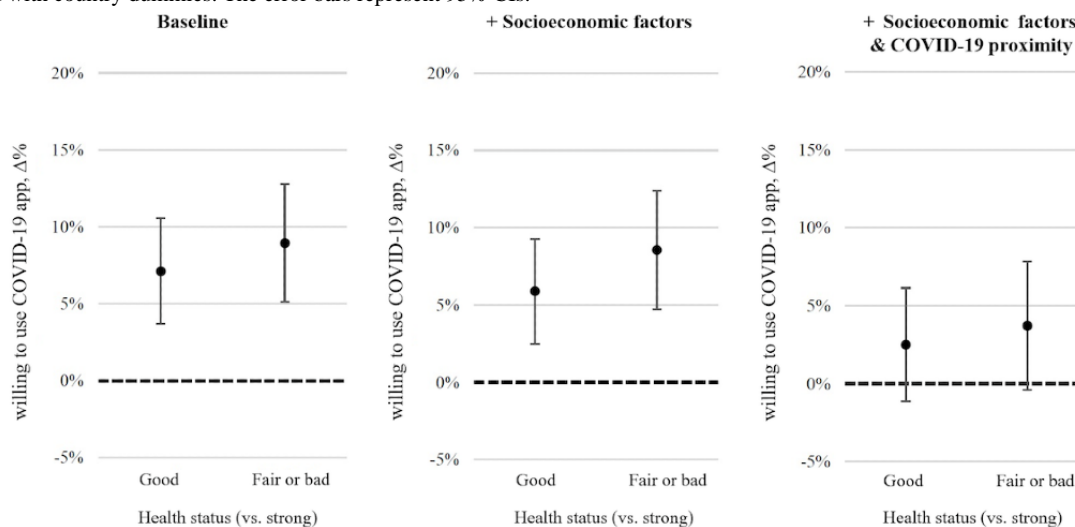 with country dummies. The error bars represent 95% CIs.
Baseline
20%
15%
10%
5%
0%
-5%
willing to use COVID-19 app, Δ%
Good Fair or bad
Health status (vs. strong)
+ Socioeconomic factors
20%
15%
10%
5%
0%
-5%
willing to use COVID-19 app, Δ%
Good Fair or bad
Health status (vs. strong)
+ Socioeconomic factors
& COVID-19 proximity
20%
15%
10%
5%
0%
-5%
willing to use COVID-19 app, Δ%
Good Fair or bad
Health status (vs. strong)